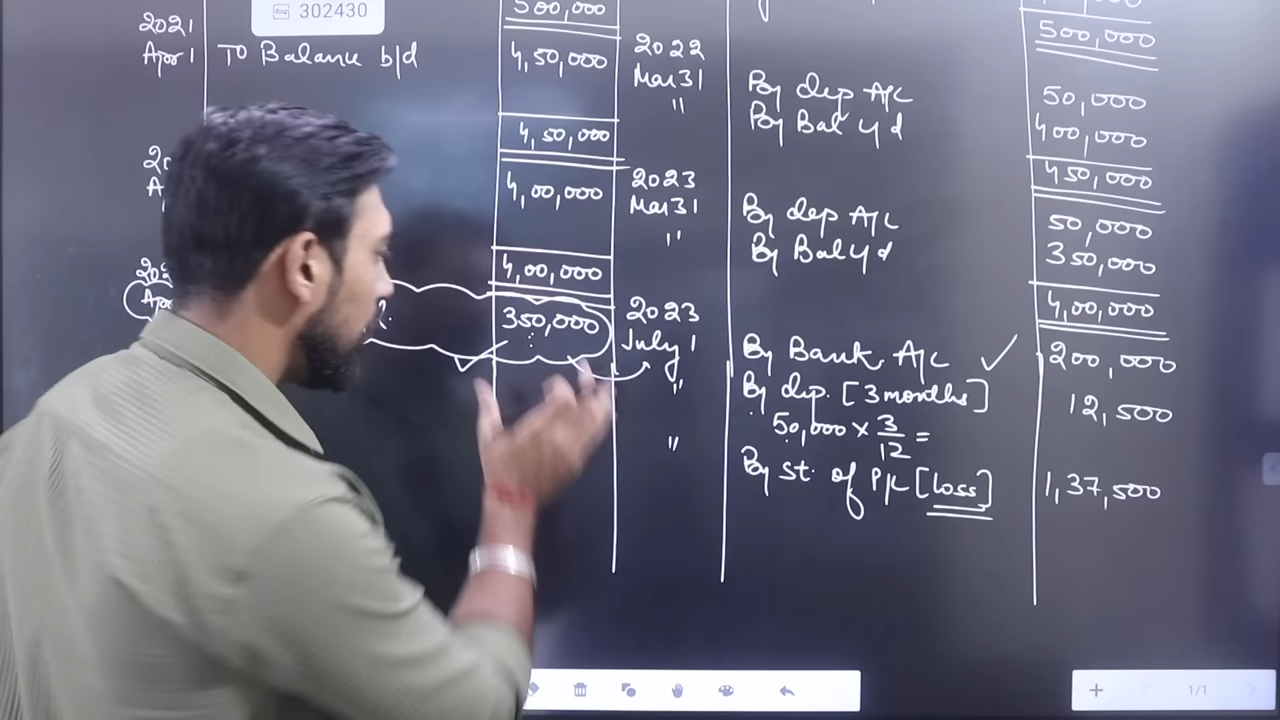 302430
500,000
500,000
2021
Apr 1 To Balance b/d 4,50,000 2022
Mar 31 By dep A/c 50,000
" By Bal c/d 400,000
4,50,000 450,000
4,00,000 2023
Mar 31 By dep A/c 50,000
" By Bal c/d 350,000
4,00,000 4,00,000
350,000 2023
July 1 By Bank A/c ✓ 200,000
" By dep. [3 months] 12,500
50,000 × 3/12 =
" By st. of P/L [loss] 1,37,500
1/1